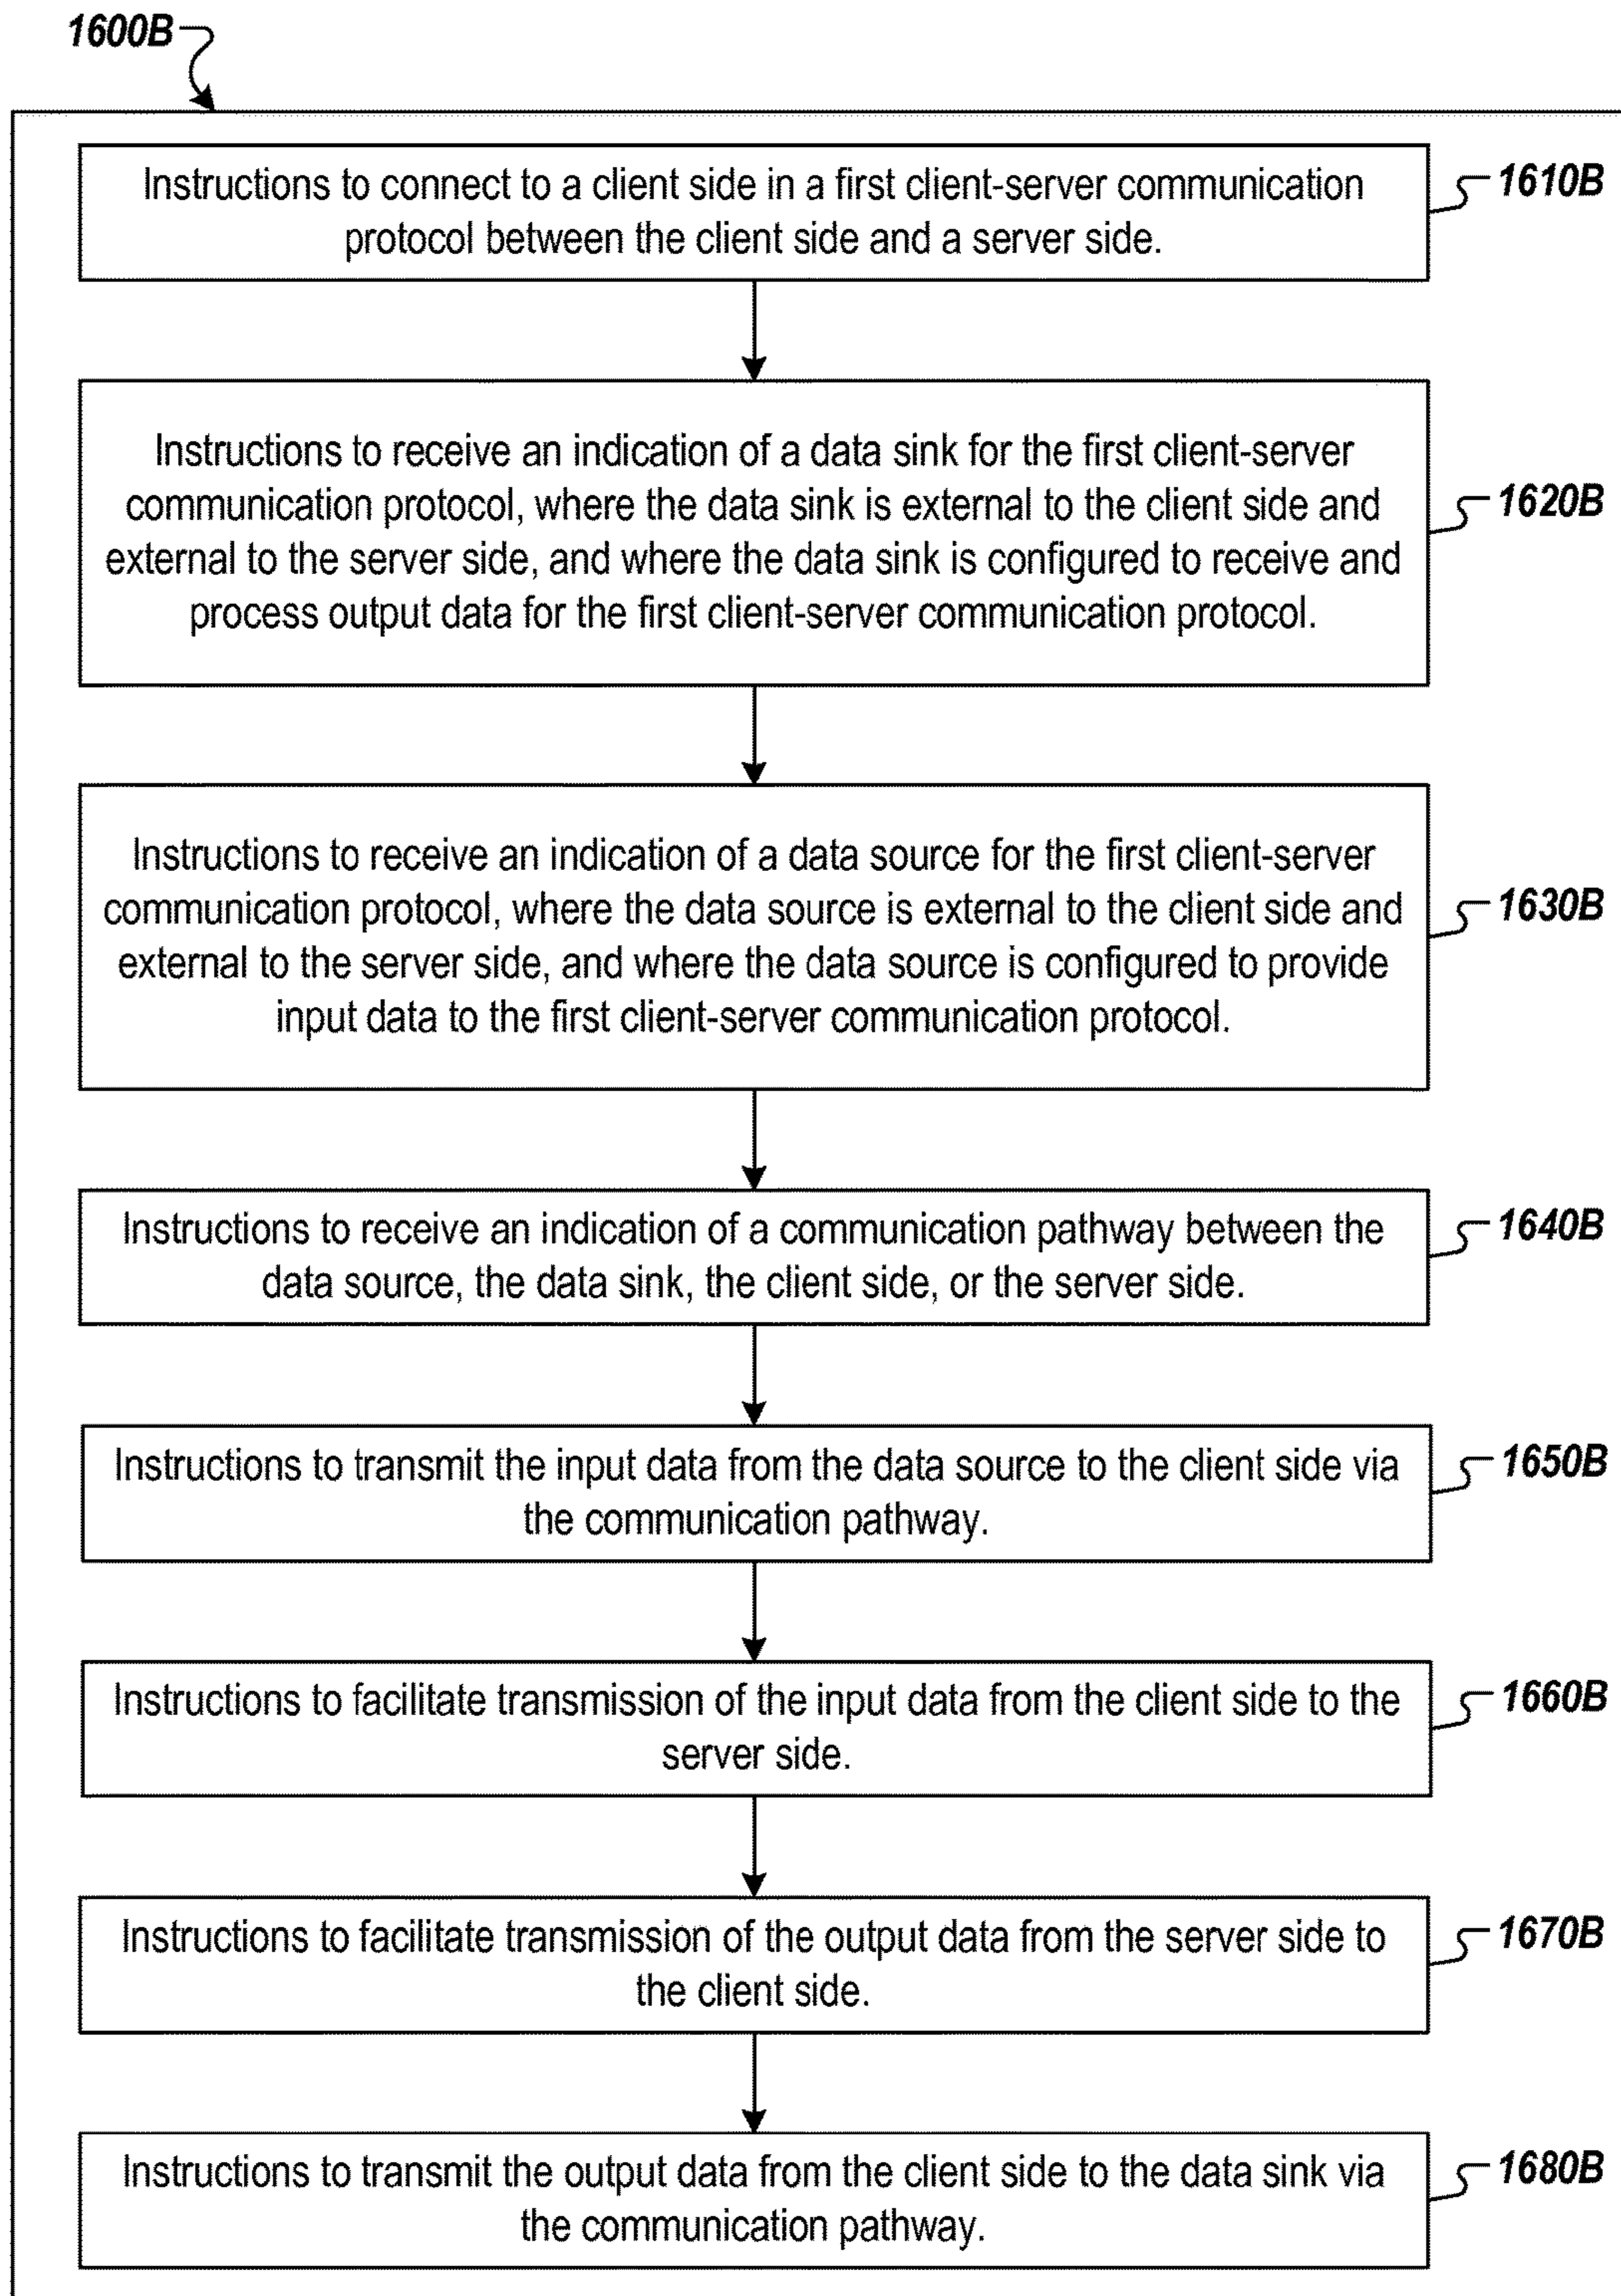 1600B
Instructions to connect to a client side in a first client-server communication
protocol between the client side and a server side.
1610B
Instructions to receive an indication of a data sink for the first client-server
communication protocol, where the data sink is external to the client side and
external to the server side, and where the data sink is configured to receive and
process output data for the first client-server communication protocol.
1620B
Instructions to receive an indication of a data source for the first client-server
communication protocol, where the data source is external to the client side and
external to the server side, and where the data source is configured to provide
input data to the first client-server communication protocol.
1630B
Instructions to receive an indication of a communication pathway between the
data source, the data sink, the client side, or the server side.
1640B
Instructions to transmit the input data from the data source to the client side via
the communication pathway.
1650B
Instructions to facilitate transmission of the input data from the client side to the
server side.
1660B
Instructions to facilitate transmission of the output data from the server side to
the client side.
1670B
Instructions to transmit the output data from the client side to the data sink via
the communication pathway.
1680B